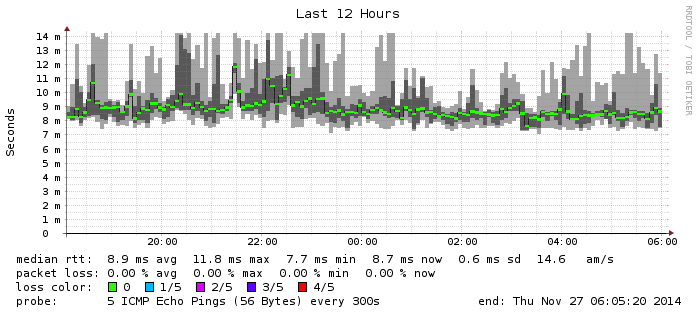 Last 12 Hours
RRDTOOL / TOBI OETIKER
Seconds
14 m
13 m
12 m
11 m
10 m
9 m
8 m
7 m
6 m
5 m
4 m
3 m
2 m
1 m
0
20:00 22:00 00:00 02:00 04:00 06:00
median rtt: 8.9 ms avg 11.8 ms max 7.7 ms min 8.7 ms now 0.6 ms sd 14.6 am/s
packet loss: 0.00 % avg 0.00 % max 0.00 % min 0.00 % now
loss color: 0 1/5 2/5 3/5 4/5
probe: 5 ICMP Echo Pings (56 Bytes) every 300s end: Thu Nov 27 06:05:20 2014